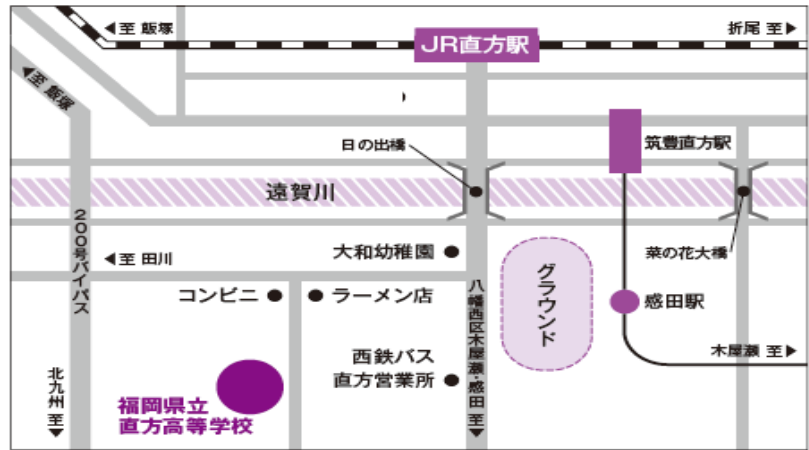 ◀至 飯塚
JR直方駅
折尾 至▶
◀至 飯塚
日の出橋
筑豊直方駅
遠賀川
200号バイパス
◀至 田川
大和幼稚園
グラウンド
菜の花大橋
コンビニ
ラーメン店
八幡西区木屋瀬・感田 至▶
感田駅
西鉄バス
直方営業所
木屋瀬 至▶
北九州 至▶
福岡県立
直方高等学校